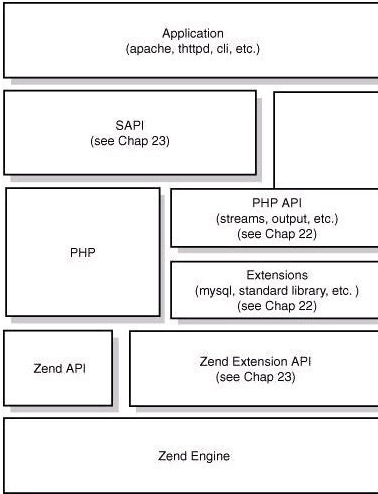 Application
(apache, thttpd, cli, etc.)
SAPI
(see Chap 23)
PHP API
(streams, output, etc.)
(see Chap 22)
PHP
Extensions
(mysql, standard library, etc. )
(see Chap 22)
Zend API
Zend Extension API
(see Chap 23)
Zend Engine